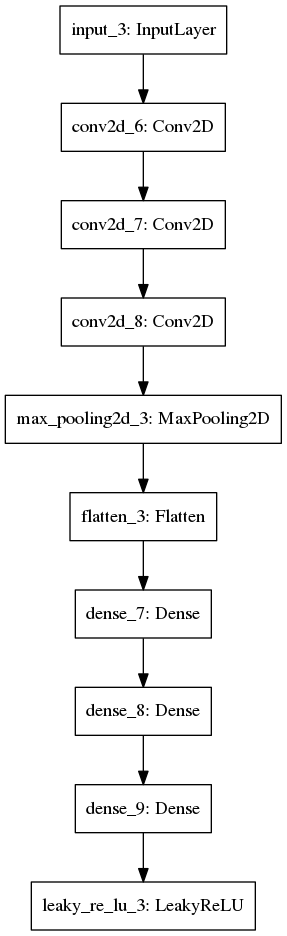 input_3: InputLayer
conv2d_6: Conv2D
conv2d_7: Conv2D
conv2d_8: Conv2D
max_pooling2d_3: MaxPooling2D
flatten_3: Flatten
dense_7: Dense
dense_8: Dense
dense_9: Dense
leaky_re_lu_3: LeakyReLU